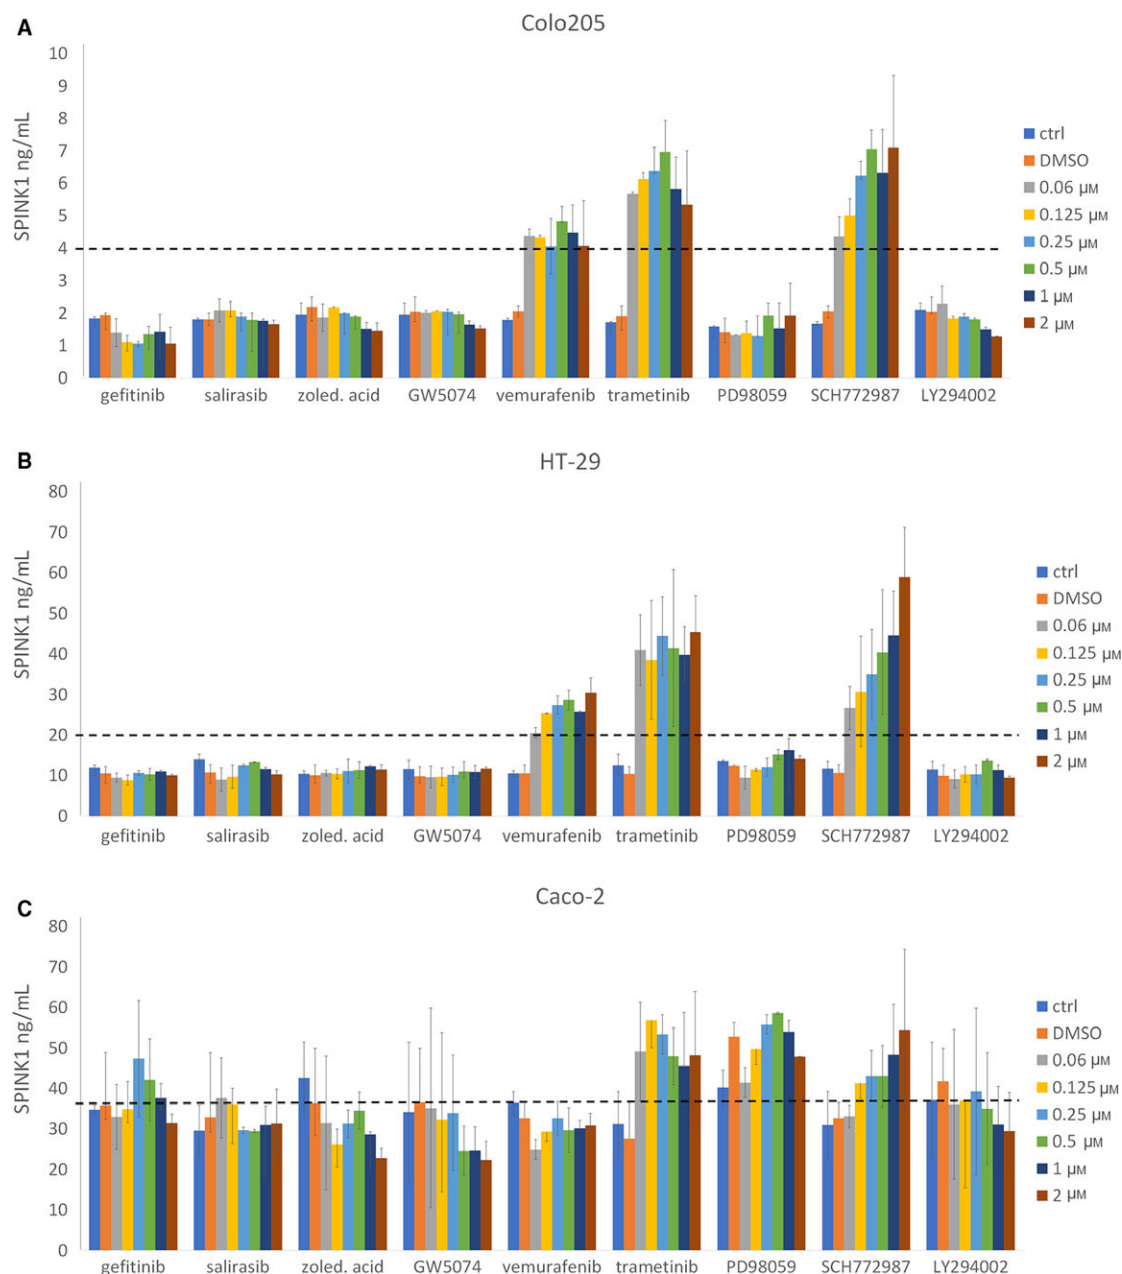 A
Colo205
SPINK1 ng/mL
10
9
8
7
6
5
4
3
2
1
0
gefitinib salirasib zoled. acid GW5074 vemurafenib trametinib PD98059 SCH772987 LY294002
ctrl
DMSO
0.06 μM
0.125 μM
0.25 μM
0.5 μM
1 μM
2 μM
B
HT-29
SPINK1 ng/mL
80
70
60
50
40
30
20
10
0
gefitinib salirasib zoled. acid GW5074 vemurafenib trametinib PD98059 SCH772987 LY294002
ctrl
DMSO
0.06 μM
0.125 μM
0.25 μM
0.5 μM
1 μM
2 μM
C
Caco-2
SPINK1 ng/mL
80
70
60
50
40
30
20
10
0
gefitinib salirasib zoled. acid GW5074 vemurafenib trametinib PD98059 SCH772987 LY294002
ctrl
DMSO
0.06 μM
0.125 μM
0.25 μM
0.5 μM
1 μM
2 μM